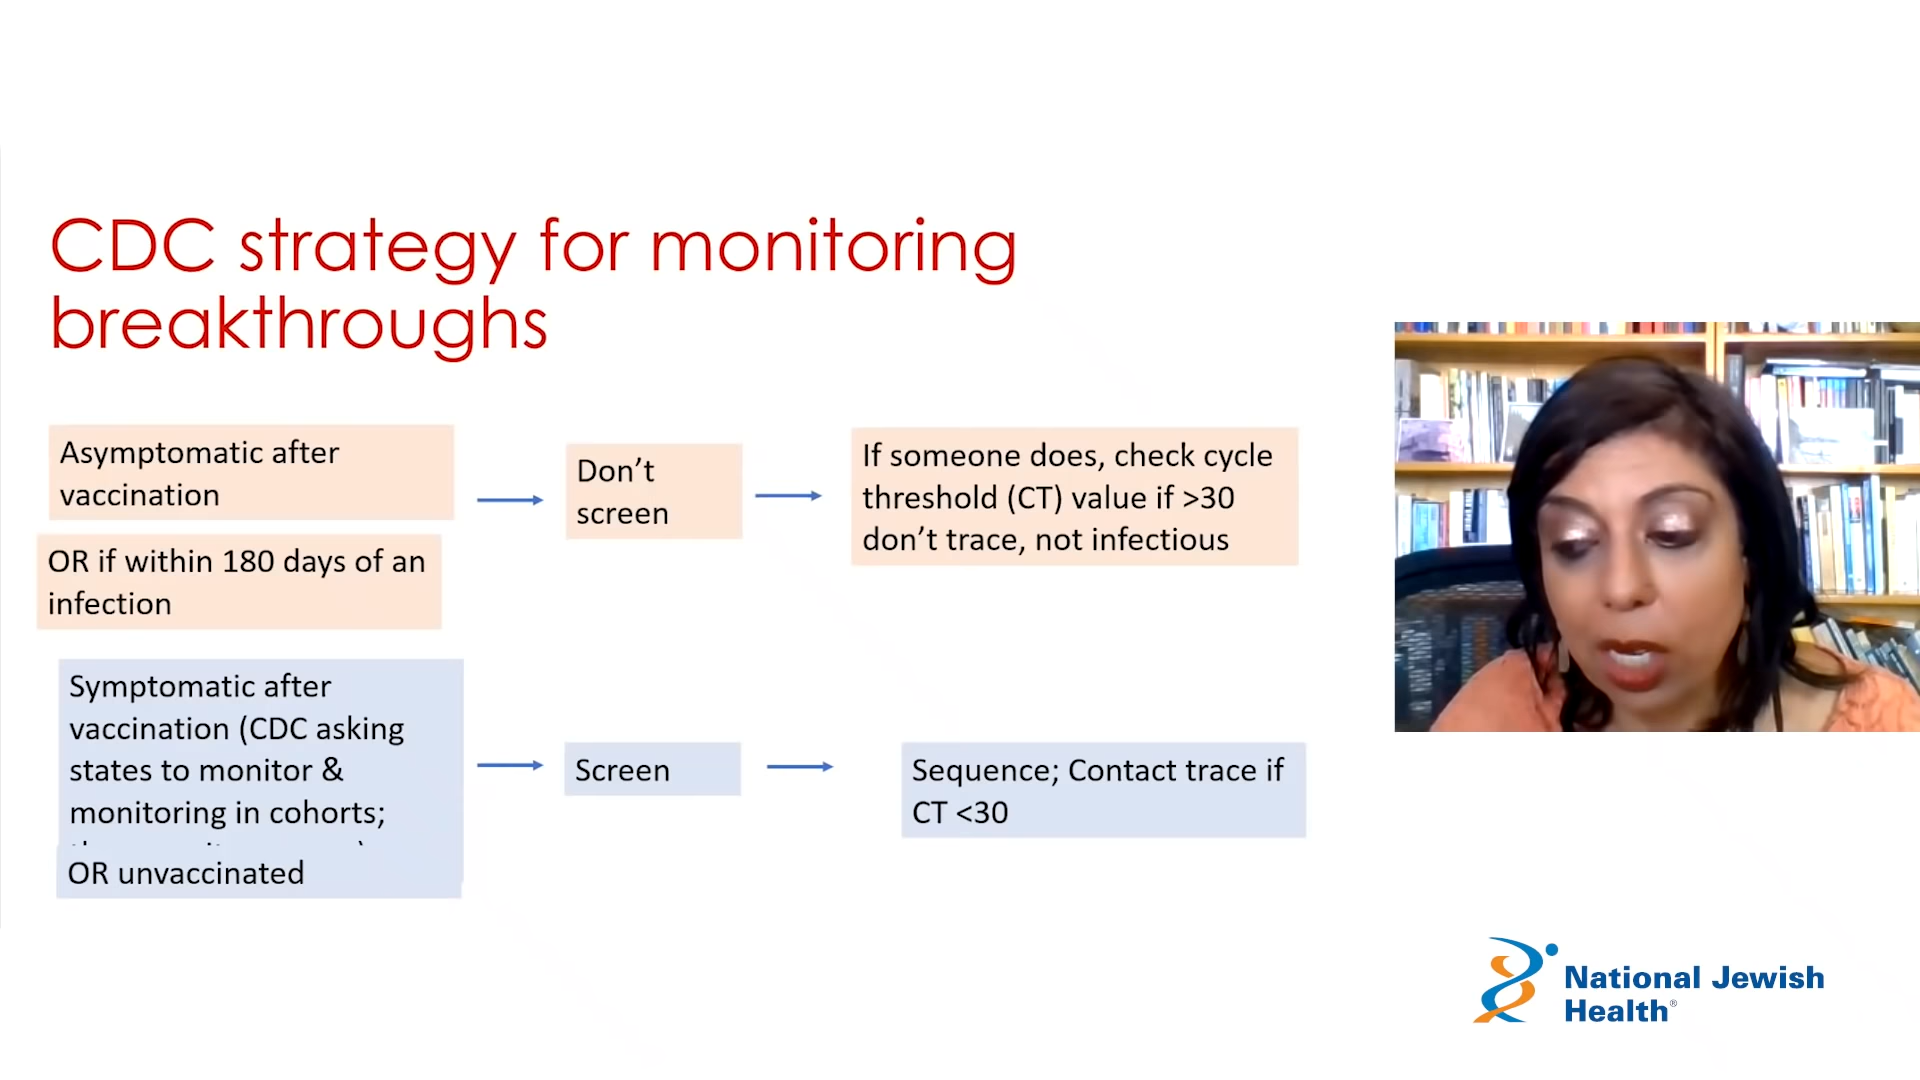 CDC strategy for monitoring
breakthroughs
Asymptomatic after
vaccination
OR if within 180 days of an
infection
Don’t
screen
If someone does, check cycle
threshold (CT) value if >30
don’t trace, not infectious
Symptomatic after
vaccination (CDC asking
states to monitor &
monitoring in cohorts;
OR unvaccinated
Screen
Sequence; Contact trace if
CT <30
National Jewish
Health®